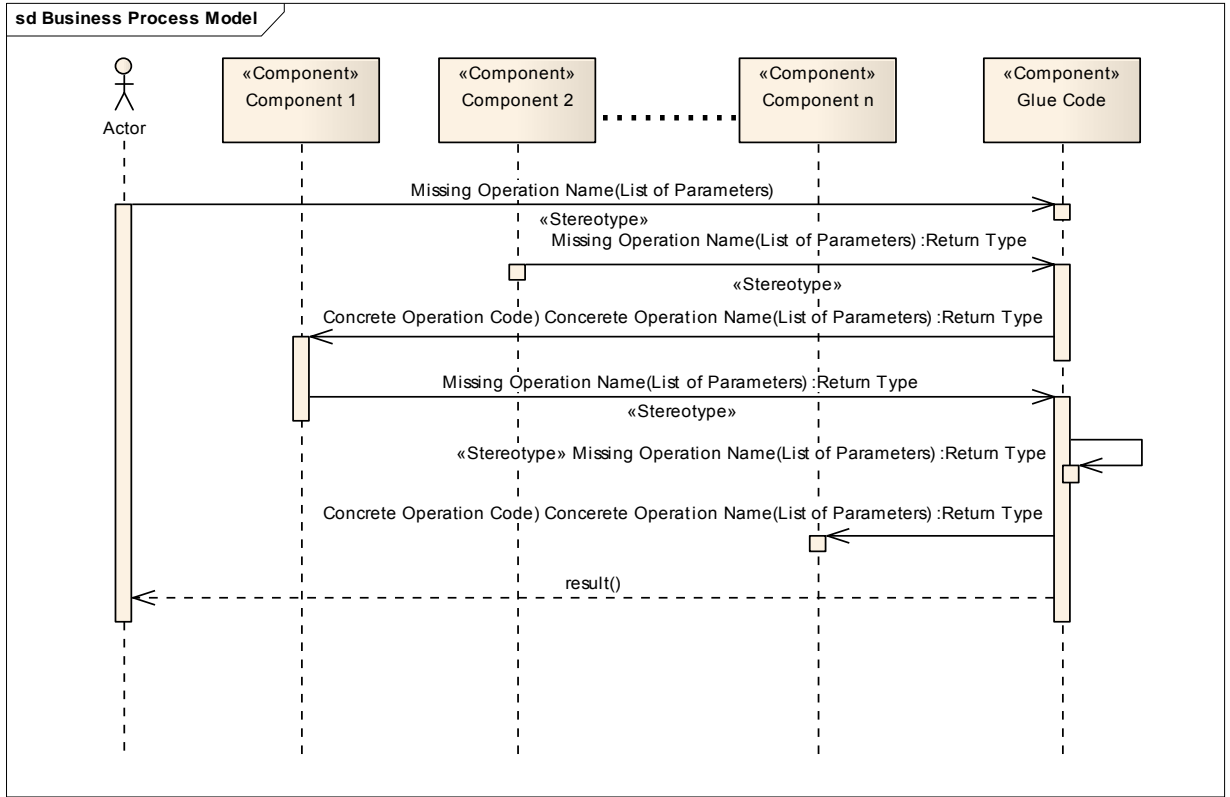 sd Business Process Model
Actor
«Component»
Component 1
«Component»
Component 2
«Component»
Component n
«Component»
Glue Code
Missing Operation Name(List of Parameters)
«Stereotype»
Missing Operation Name(List of Parameters) :Return Type
«Stereotype»
Concrete Operation Code) Concerete Operation Name(List of Parameters) :Return Type
Missing Operation Name(List of Parameters) :Return Type
«Stereotype»
«Stereotype» Missing Operation Name(List of Parameters) :Return Type
Concrete Operation Code) Concerete Operation Name(List of Parameters) :Return Type
result()